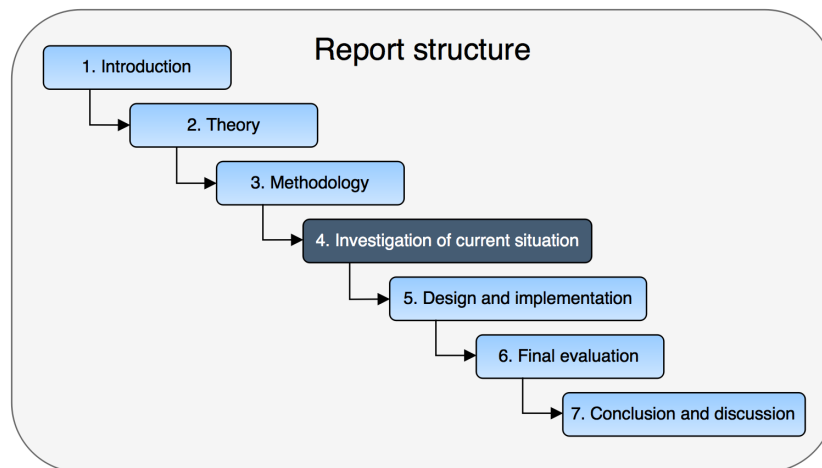 Report structure
1. Introduction
2. Theory
3. Methodology
4. Investigation of current situation
5. Design and implementation
6. Final evaluation
7. Conclusion and discussion